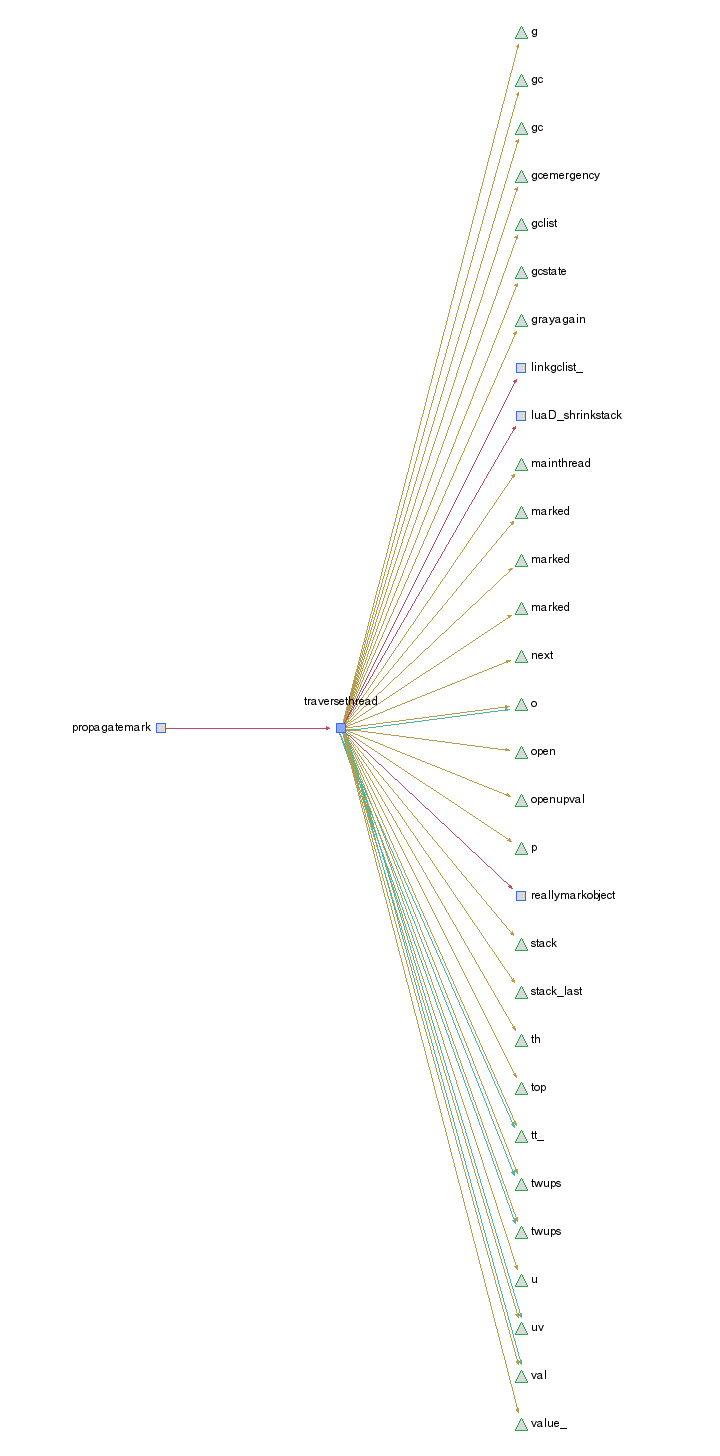 g
gc
gc
gcemergency
gclist
gcstate
grayagain
linkgclist_
luaD_shrinkstack
mainthread
marked
marked
marked
next
traversethread
o
propagatemark
open
openupval
p
reallymarkobject
stack
stack_last
th
top
tt_
twups
twups
u
uv
val
value_